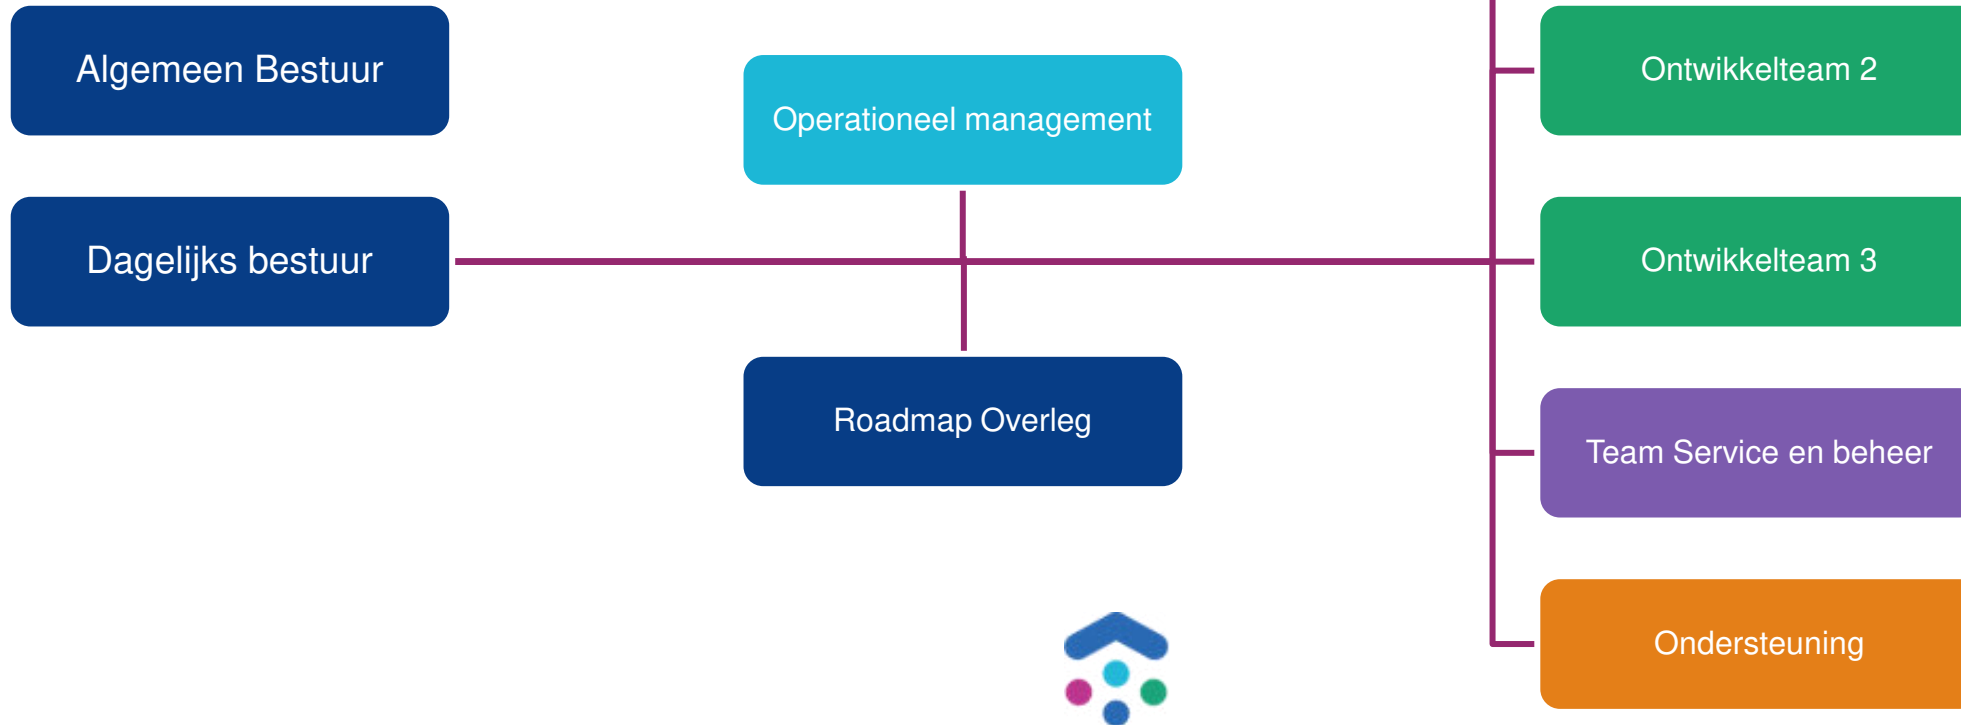 Algemeen Bestuur
Dagelijks bestuur
Operationeel management
Roadmap Overleg
Ontwikkelteam 2
Ontwikkelteam 3
Team Service en beheer
Ondersteuning